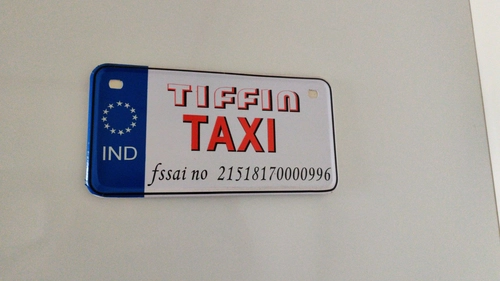 TIFFIN
TAXI
IND
fssai no 21518170000996